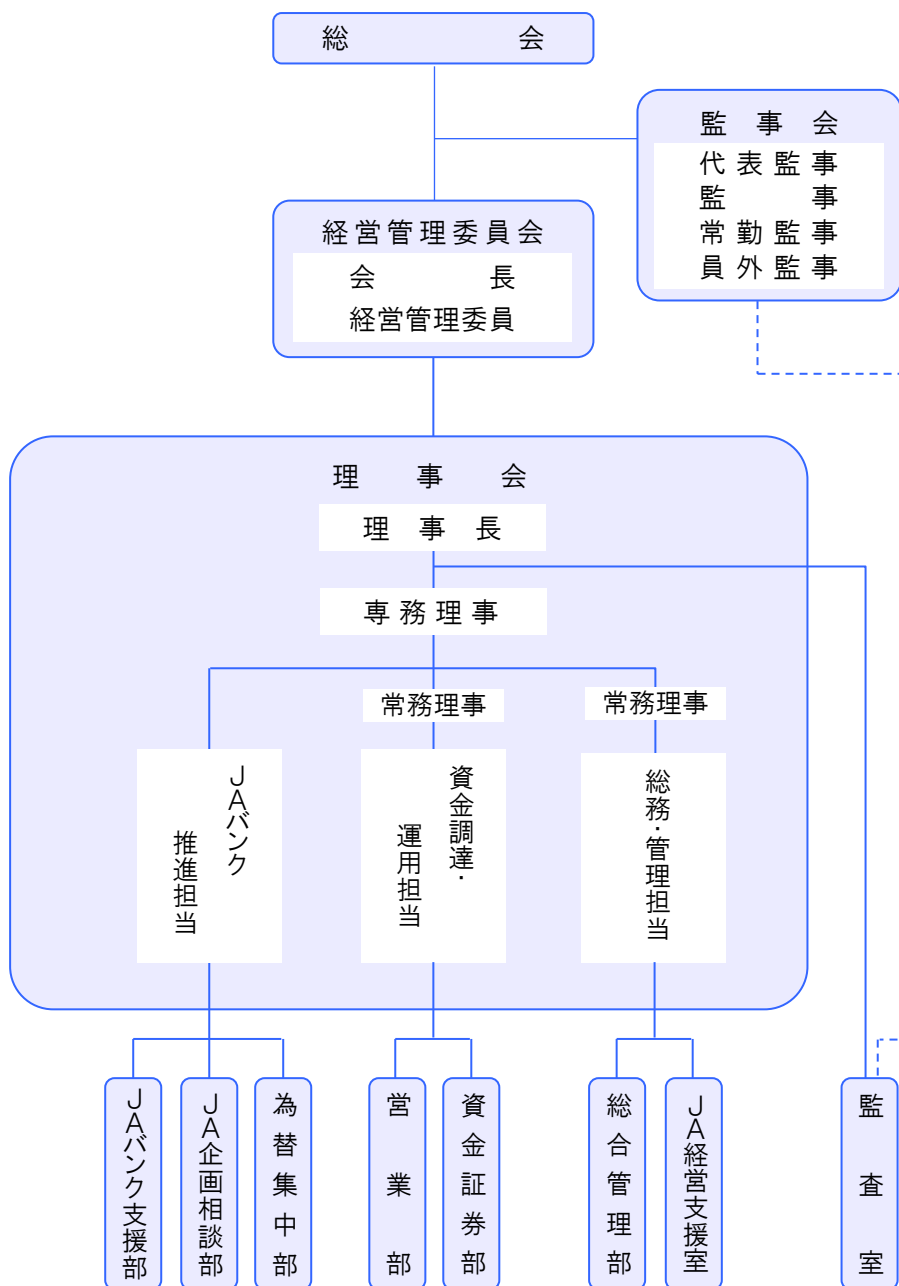 総会
監事会
代表監事
監事
常勤監事
員外監事
経営管理委員会
会長
経営管理委員
理事会
理事長
専務理事
常務理事
常務理事
JAバンク
推進担当
資金調達・
運用担当
総務・管理担当
JAバンク支援部
JA企画相談部
為替集中部
営業部
資金証券部
総合管理部
JA経営支援室
監査室